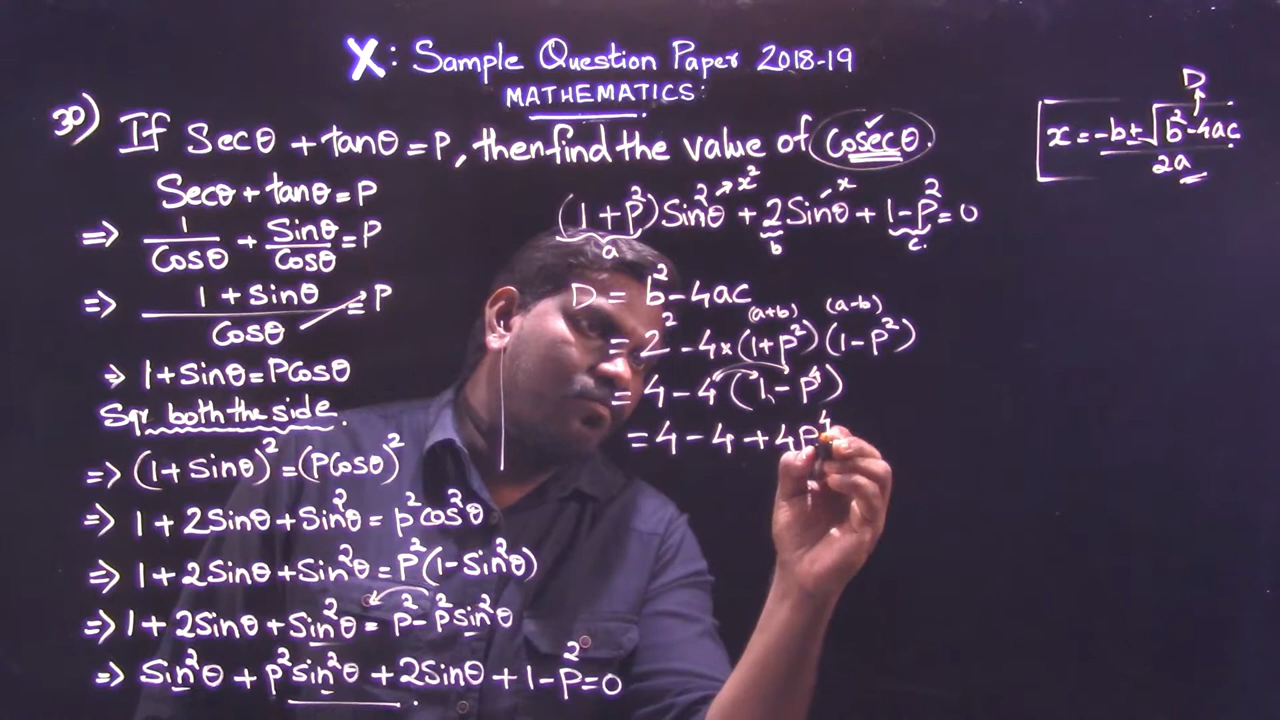 X: Sample Question Paper 2018-19
MATHEMATICS:
30) If Secθ + tanθ = P, then find the value of Cosecθ.
Secθ + tanθ = P
⇒ 1/Cosθ + Sinθ/Cosθ = P
⇒ (1 + Sinθ)/Cosθ = P
⇒ 1 + Sinθ = PCosθ
Sqr both the side.
⇒ (1 + Sinθ)² = (PCosθ)²
⇒ 1 + 2Sinθ + Sin²θ = P²Cos²θ
⇒ 1 + 2Sinθ + Sin²θ = P²(1 - Sin²θ)
⇒ 1 + 2Sinθ + Sin²θ = P² - P²Sin²θ
⇒ Sin²θ + P²Sin²θ + 2Sinθ + 1 - P² = 0
x² x
(1 + P²)Sin²θ + 2Sinθ + 1 - P² = 0
a b c.
D = b² - 4ac
(a+b) (a-b)
= 2² - 4 × (1 + P²)(1 - P²)
= 4 - 4(1 - P⁴)
= 4 - 4 + 4P⁴
D
x = -b ± √b² - 4ac
2a